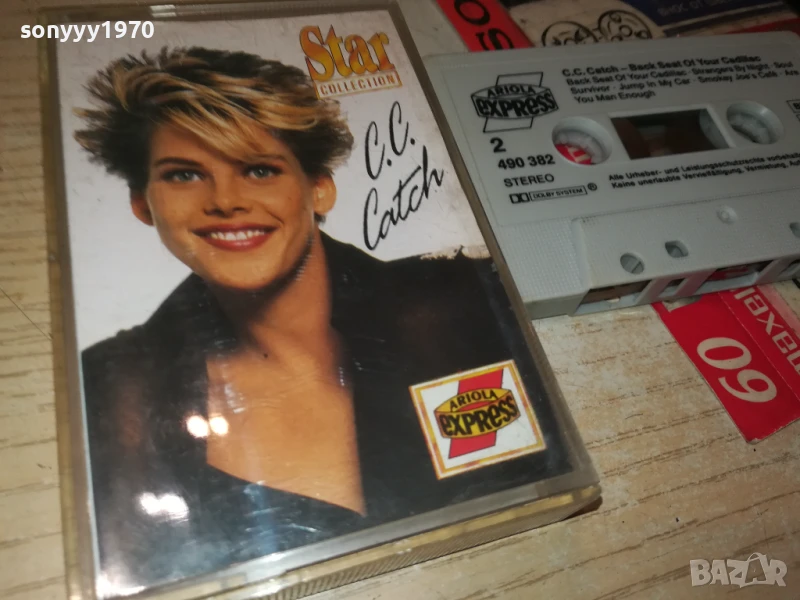 sonyyy1970
Star
COLLECTION
C.C.
Catch
ARIOLA
EXPRESS
C.C. Catch – Back Seat Of Your Cadillac
Back Seat Of Your Cadillac · Strangers By Night · Soul
Survivor · Jump in My Car · Smokey Joe's Café · Are
You Man Enough
ARIOLA
EXPRESS
2
490 382
STEREO
DOLBY SYSTEM
Alle Urheber- und Leistungsschutzrechte vorbehalten
Keine unerlaubte Vervielfältigung, Vermietung,
maxell
60
BAZAR